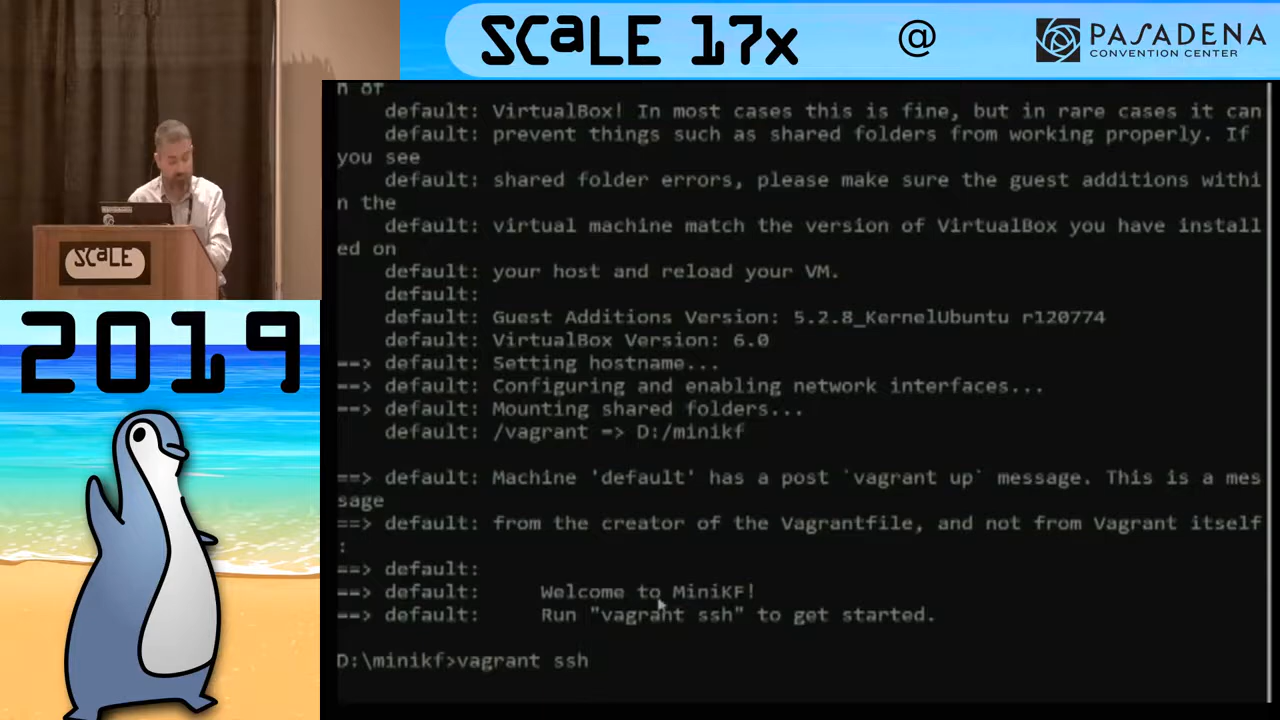 SCaLE 17x
@
PASADENA
CONVENTION CENTER
SCaLE
2019
n of
default: VirtualBox! In most cases this is fine, but in rare cases it can
default: prevent things such as shared folders from working properly. If
you see
default: shared folder errors, please make sure the guest additions withi
n the
default: virtual machine match the version of VirtualBox you have install
ed on
default: your host and reload your VM.
default:
default: Guest Additions Version: 5.2.8_KernelUbuntu r120774
default: VirtualBox Version: 6.0
==> default: Setting hostname...
==> default: Configuring and enabling network interfaces...
==> default: Mounting shared folders...
default: /vagrant => D:/minikf
==> default: Machine 'default' has a post `vagrant up` message. This is a mes
sage
==> default: from the creator of the Vagrantfile, and not from Vagrant itself
:
==> default:
==> default: Welcome to MiniKF!
==> default: Run "vagrant ssh" to get started.
D:\minikf>vagrant ssh